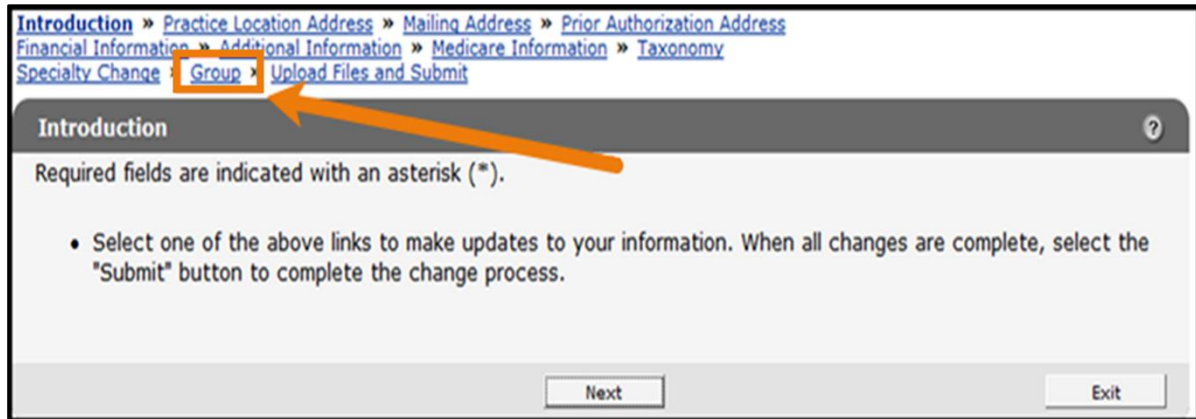 Introduction » Practice Location Address » Mailing Address » Prior Authorization Address
Financial Information » Additional Information » Medicare Information » Taxonomy
Specialty Change » Group » Upload Files and Submit
Introduction ?
Required fields are indicated with an asterisk (*).
• Select one of the above links to make updates to your information. When all changes are complete, select the
"Submit" button to complete the change process.
Next Exit